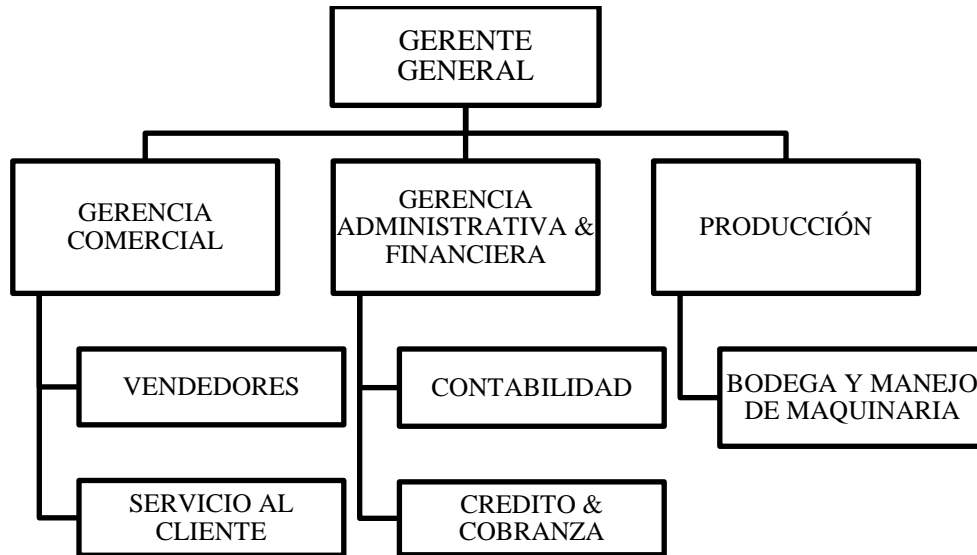 GERENTE
GENERAL
GERENCIA
COMERCIAL
GERENCIA
ADMINISTRATIVA &
FINANCIERA
PRODUCCIÓN
VENDEDORES
CONTABILIDAD
BODEGA Y MANEJO
DE MAQUINARIA
SERVICIO AL
CLIENTE
CREDITO &
COBRANZA